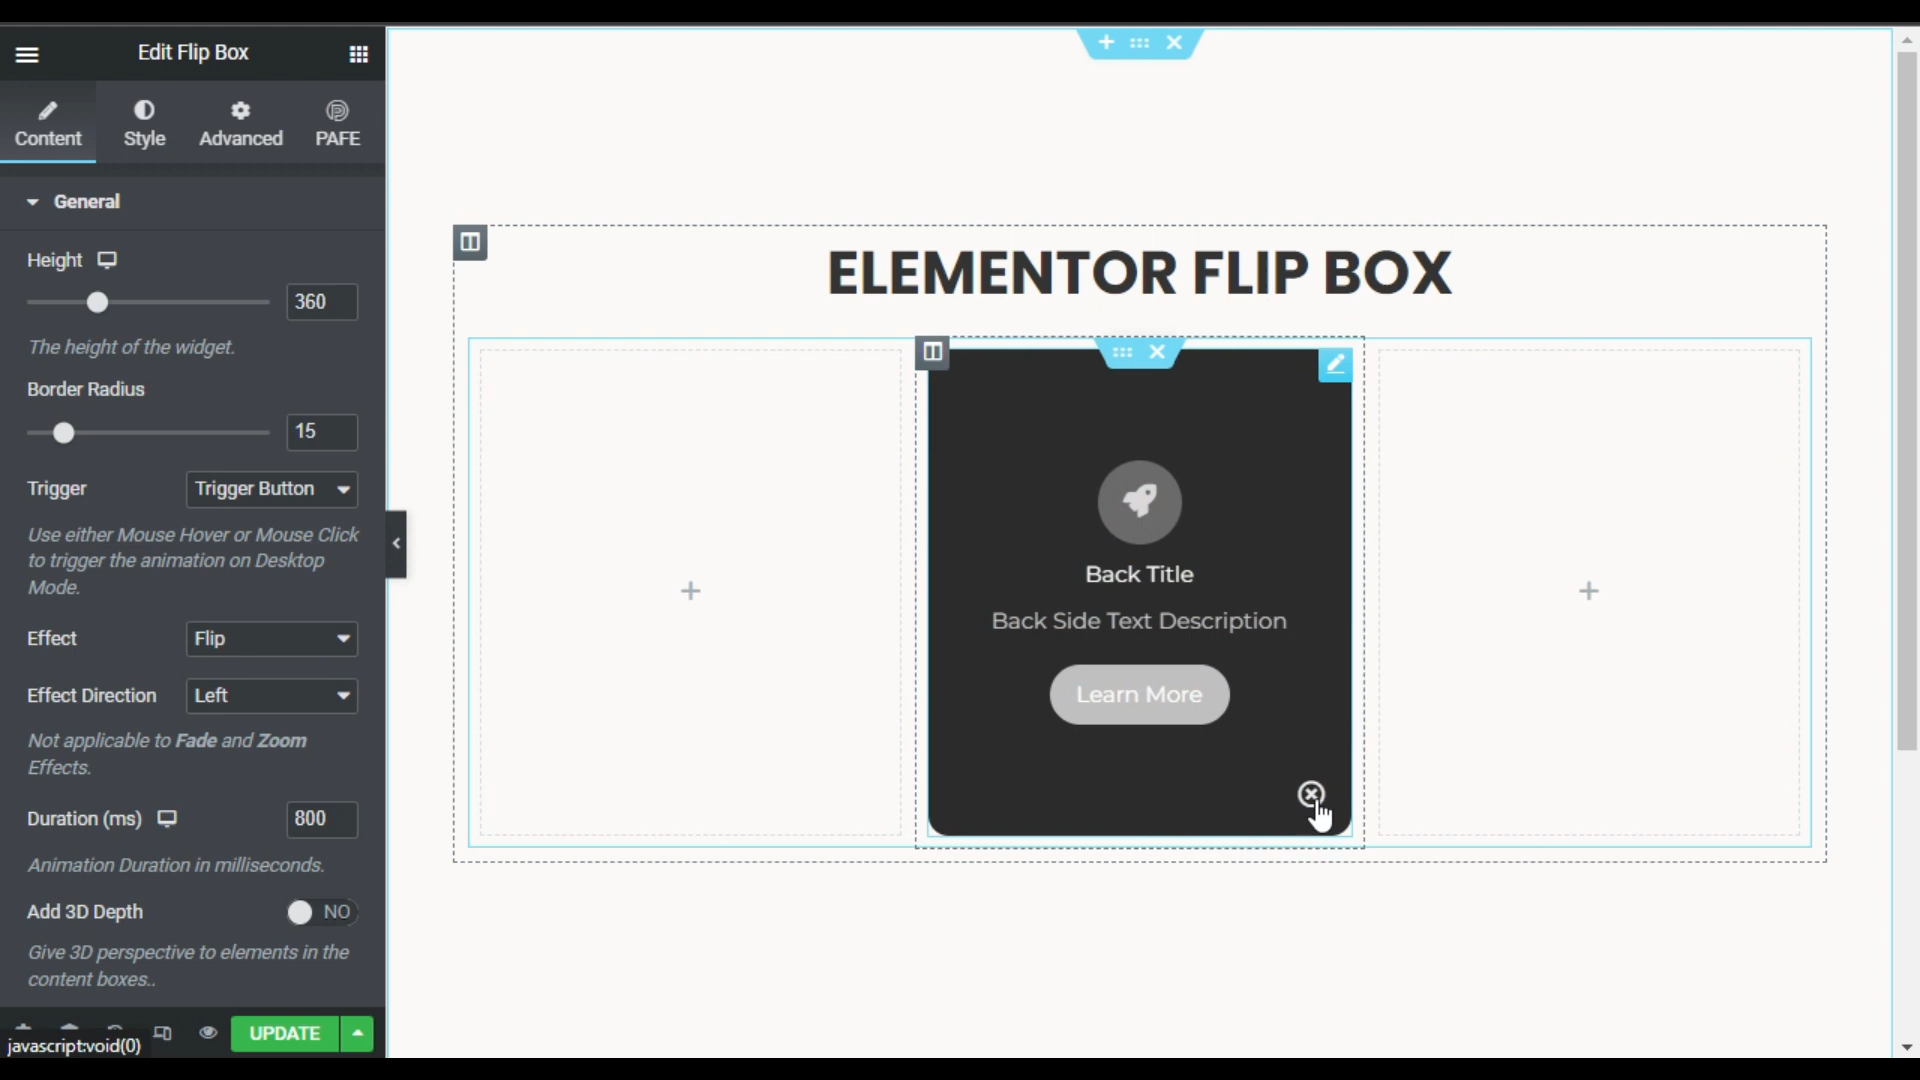 Edit Flip Box
Content
Style
Advanced
PAFE
General
Height
360
The height of the widget.
Border Radius
15
Trigger
Trigger Button
Use either Mouse Hover or Mouse Click
to trigger the animation on Desktop
Mode.
Effect
Flip
Effect Direction
Left
Not applicable to Fade and Zoom
Effects.
Duration (ms)
800
Animation Duration in milliseconds.
Add 3D Depth
NO
Give 3D perspective to elements in the
content boxes..
UPDATE
javascript:void(0)
ELEMENTOR FLIP BOX
Back Title
Back Side Text Description
Learn More